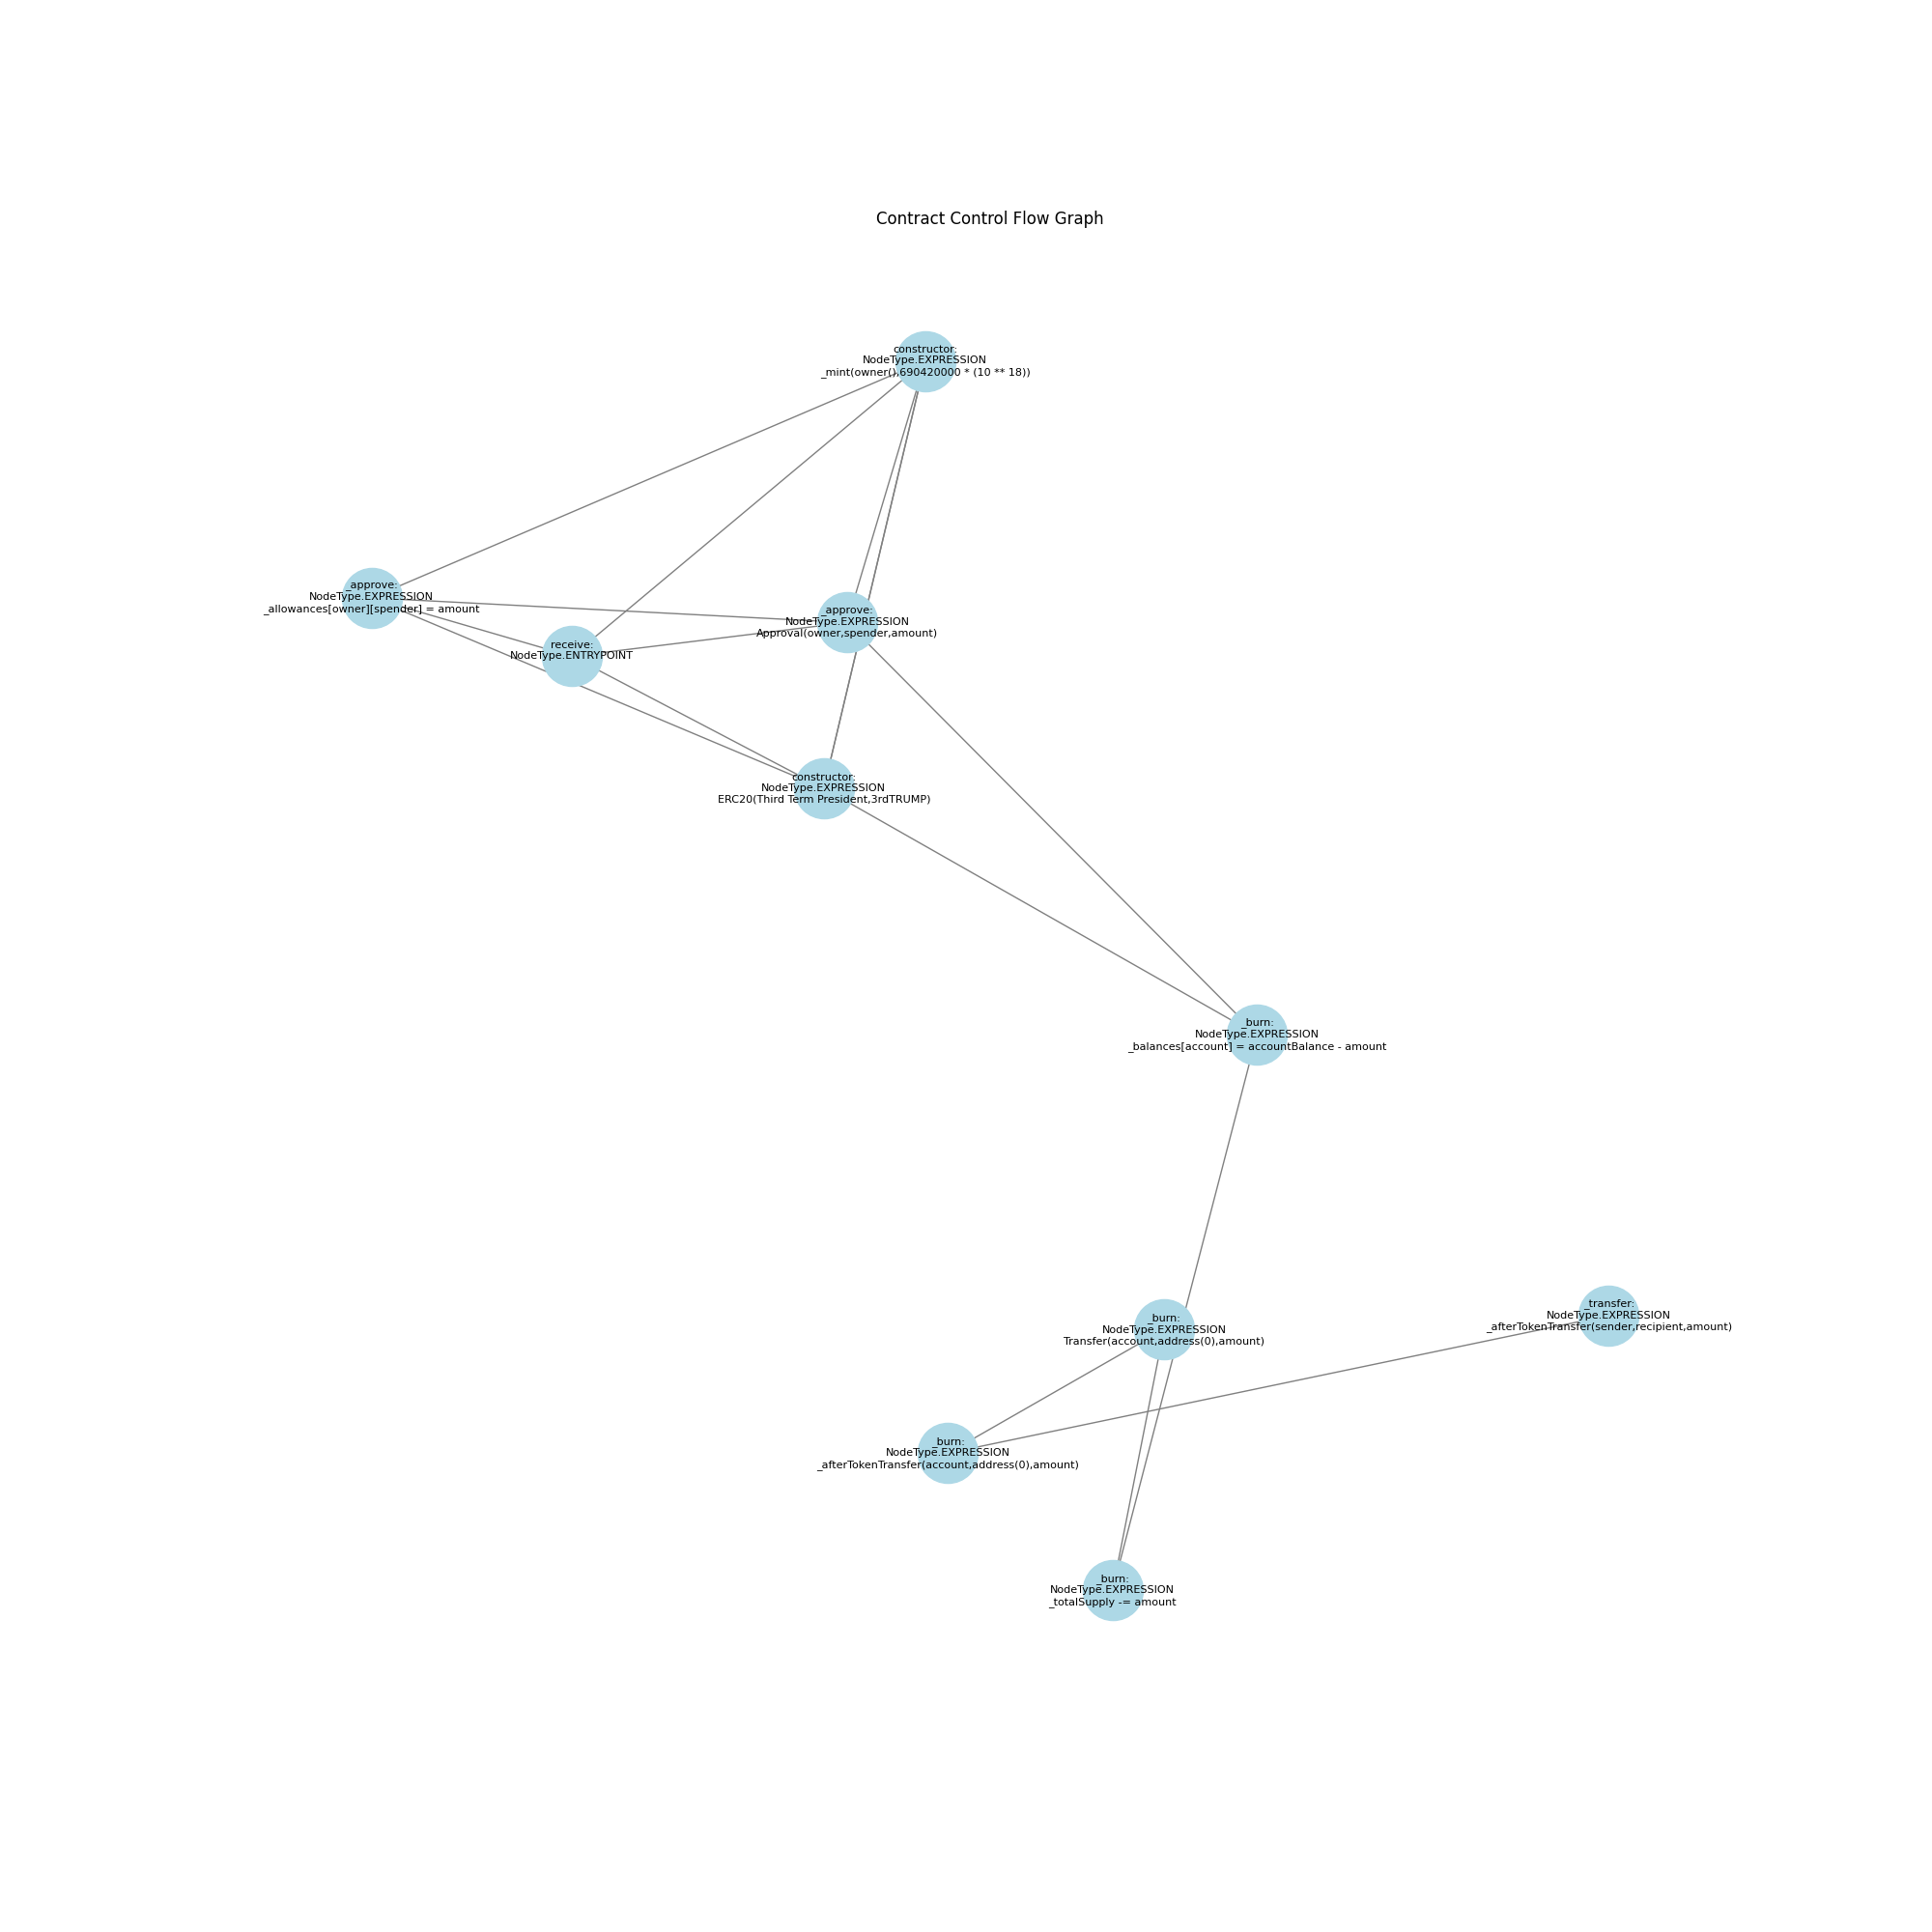 Contract Control Flow Graph
constructor:
NodeType.EXPRESSION
_mint(owner(),690420000 * (10 ** 18))
_approve:
NodeType.EXPRESSION
_allowances[owner][spender] = amount
_approve:
NodeType.EXPRESSION
Approval(owner,spender,amount)
receive:
NodeType.ENTRYPOINT
constructor:
NodeType.EXPRESSION
ERC20(Third Term President,3rdTRUMP)
_burn:
NodeType.EXPRESSION
_balances[account] = accountBalance - amount
_transfer:
NodeType.EXPRESSION
_afterTokenTransfer(sender,recipient,amount)
_burn:
NodeType.EXPRESSION
Transfer(account,address(0),amount)
_burn:
NodeType.EXPRESSION
_afterTokenTransfer(account,address(0),amount)
_burn:
NodeType.EXPRESSION
_totalSupply -= amount